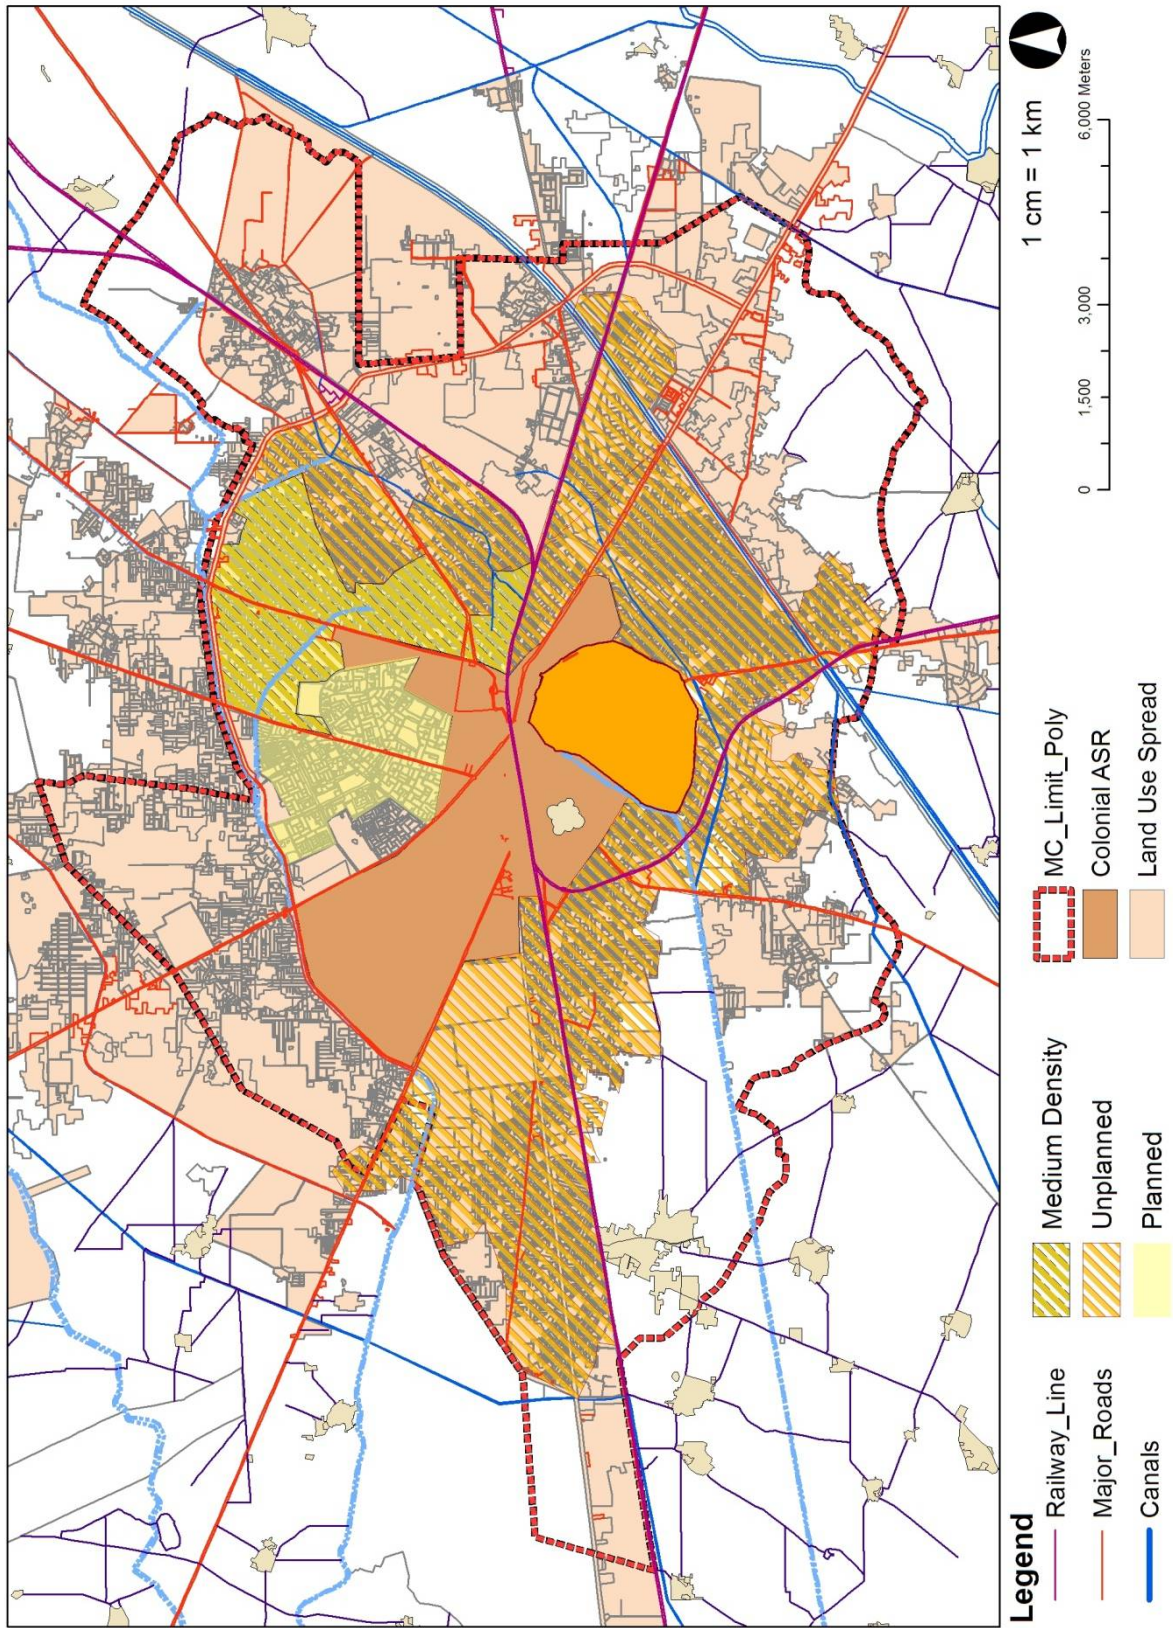 1 cm = 1 km
0 1,500 3,000 6,000 Meters
Legend
Railway_Line
Major_Roads
Canals
Medium Density
Unplanned
Planned
MC_Limit_Poly
Colonial ASR
Land Use Spread